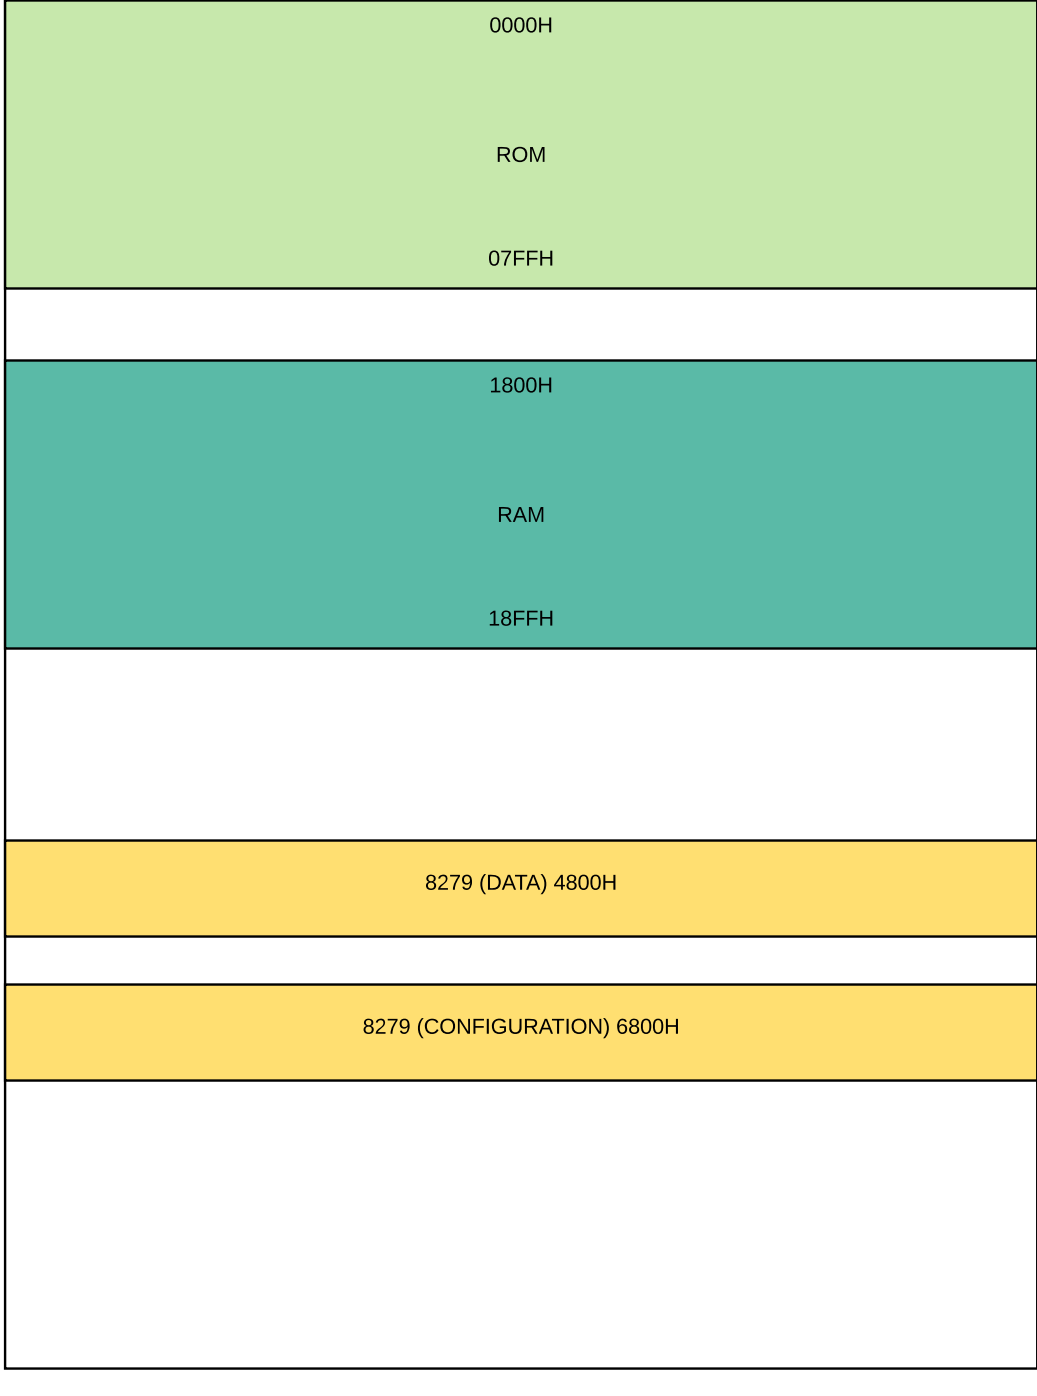 0000H
ROM
07FFH
1800H
RAM
18FFH
8279 (DATA) 4800H
8279 (CONFIGURATION) 6800H